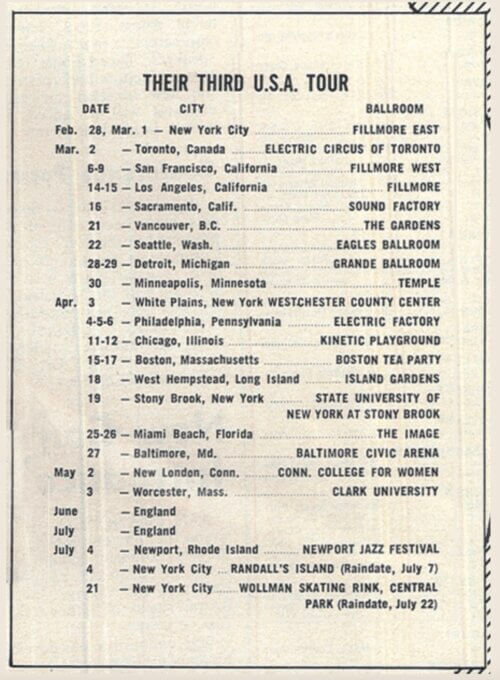 THEIR THIRD U.S.A. TOUR
DATE CITY BALLROOM
Feb. 28, Mar. 1 — New York City .......... FILLMORE EAST
Mar. 2 — Toronto, Canada .......... ELECTRIC CIRCUS OF TORONTO
6-9 — San Francisco, California .......... FILLMORE WEST
14-15 — Los Angeles, California .......... FILLMORE
16 — Sacramento, Calif. .......... SOUND FACTORY
21 — Vancouver, B.C. .......... THE GARDENS
22 — Seattle, Wash. .......... EAGLES BALLROOM
28-29 — Detroit, Michigan .......... GRANDE BALLROOM
30 — Minneapolis, Minnesota .......... TEMPLE
Apr. 3 — White Plains, New York WESTCHESTER COUNTY CENTER
4-5-6 — Philadelphia, Pennsylvania .......... ELECTRIC FACTORY
11-12 — Chicago, Illinois .......... KINETIC PLAYGROUND
15-17 — Boston, Massachusetts .......... BOSTON TEA PARTY
18 — West Hempstead, Long Island .......... ISLAND GARDENS
19 — Stony Brook, New York .......... STATE UNIVERSITY OF
NEW YORK AT STONY BROOK
25-26 — Miami Beach, Florida .......... THE IMAGE
27 — Baltimore, Md. .......... BALTIMORE CIVIC ARENA
May 2 — New London, Conn. .......... CONN. COLLEGE FOR WOMEN
3 — Worcester, Mass. .......... CLARK UNIVERSITY
June — England
July — England
July 4 — Newport, Rhode Island .......... NEWPORT JAZZ FESTIVAL
4 — New York City .... RANDALL'S ISLAND (Raindate, July 7)
21 — New York City ..... WOLLMAN SKATING RINK, CENTRAL
PARK (Raindate, July 22)